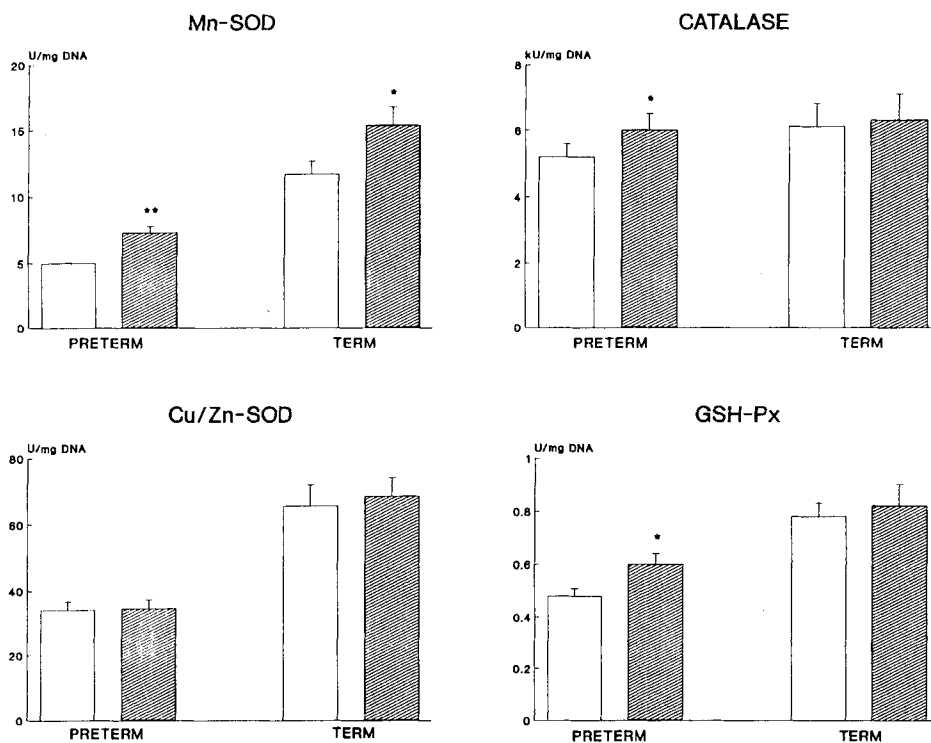 Mn-SOD
U/mg DNA
20
15
10
5
0
*
**
PRETERM TERM
CATALASE
kU/mg DNA
8
6
4
2
0
*
PRETERM TERM
Cu/Zn-SOD
U/mg DNA
80
60
40
20
0
PRETERM TERM
GSH-Px
U/mg DNA
1
0.8
0.6
0.4
0.2
0
*
PRETERM TERM